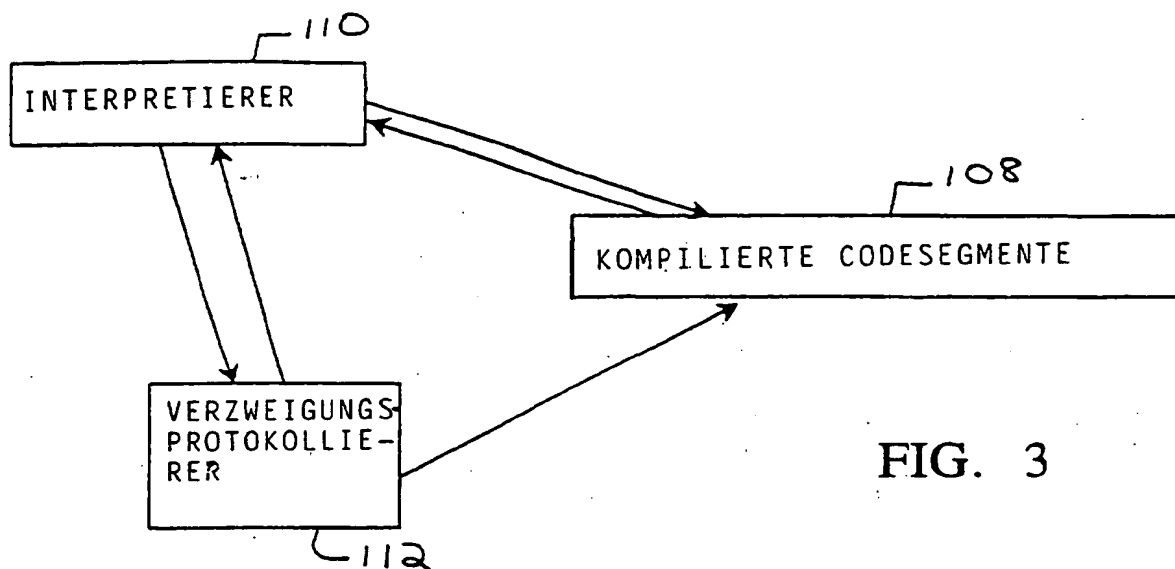 110
INTERPRETIERER
108
KOMPILIERTE CODESEGMENTE
VERZWEIGUNGS-
PROTOKOLLIE-
RER
FIG. 3
112